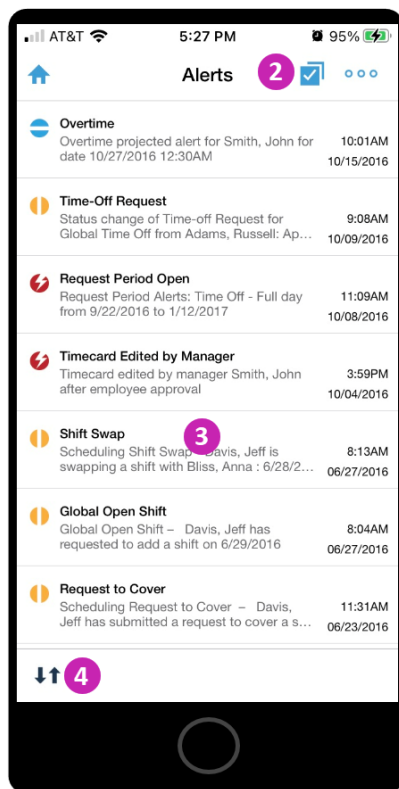 AT&T 5:27 PM 95%
Alerts 2
Overtime
Overtime projected alert for Smith, John for 10:01AM
date 10/27/2016 12:30AM 10/15/2016
Time-Off Request
Status change of Time-off Request for 9:08AM
Global Time Off from Adams, Russell: Ap... 10/09/2016
Request Period Open
Request Period Alerts: Time Off - Full day 11:09AM
from 9/22/2016 to 1/12/2017 10/08/2016
Timecard Edited by Manager
Timecard edited by manager Smith, John 3:59PM
after employee approval 10/04/2016
Shift Swap 3
Scheduling Shift Swap Davis, Jeff is 8:13AM
swapping a shift with Bliss, Anna : 6/28/2... 06/27/2016
Global Open Shift
Global Open Shift – Davis, Jeff has 8:04AM
requested to add a shift on 6/29/2016 06/27/2016
Request to Cover
Scheduling Request to Cover – Davis, 11:31AM
Jeff has submitted a request to cover a s... 06/23/2016
4